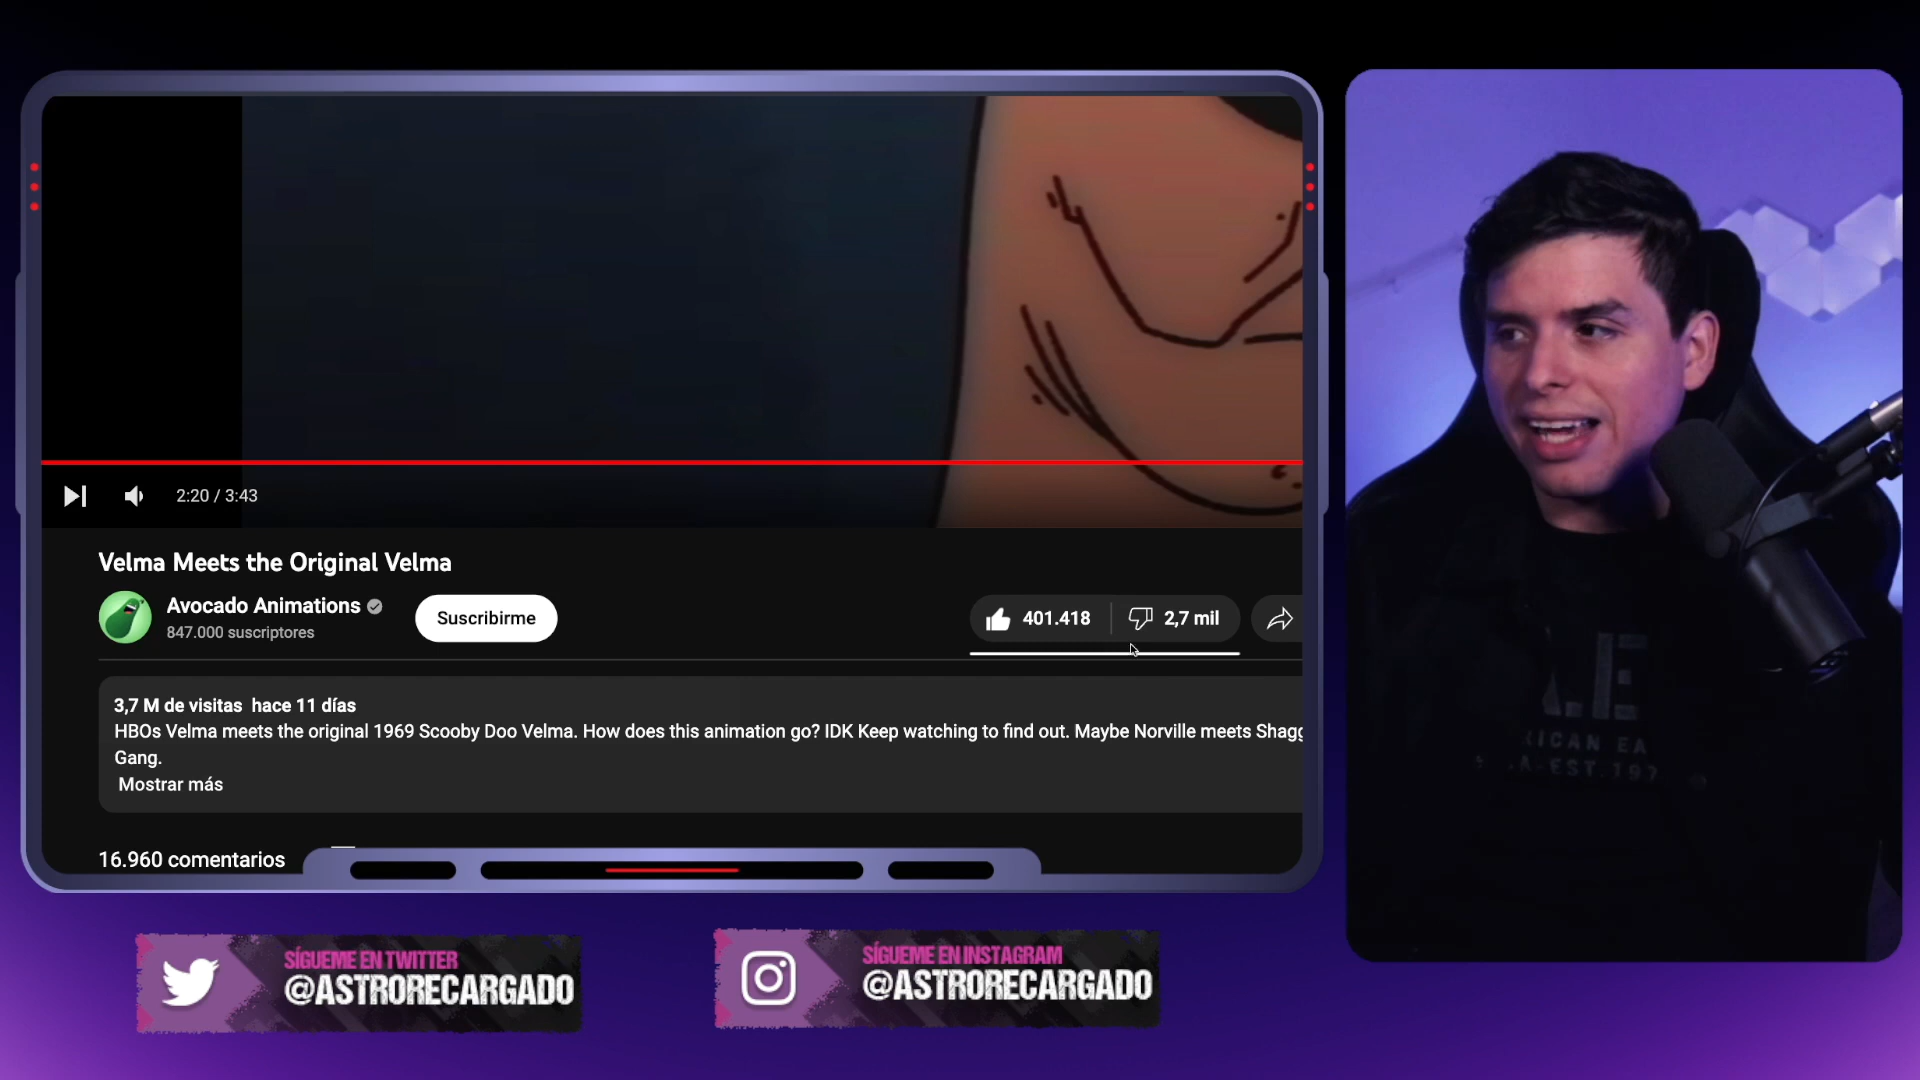 2:20 / 3:43
Velma Meets the Original Velma
Avocado Animations
847.000 suscriptores
Suscribirme
401.418
2,7 mil
3,7 M de visitas hace 11 días
HBOs Velma meets the original 1969 Scooby Doo Velma. How does this animation go? IDK Keep watching to find out. Maybe Norville meets
Gang.
Mostrar más
16.960 comentarios
SÍGUEME EN TWITTER
@ASTRORECARGADO
SÍGUEME EN INSTAGRAM
@ASTRORECARGADO